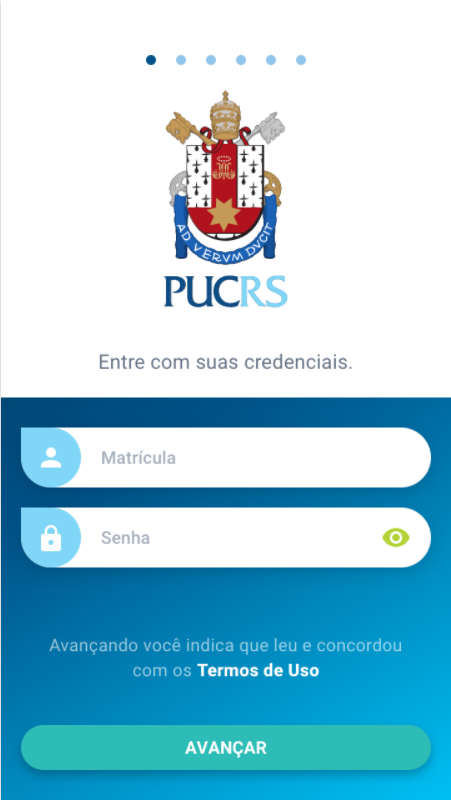 AD VERVM DVCIT
PUCRS
Entre com suas credenciais.
Matrícula
Senha
Avançando você indica que leu e concordou
com os Termos de Uso
AVANÇAR